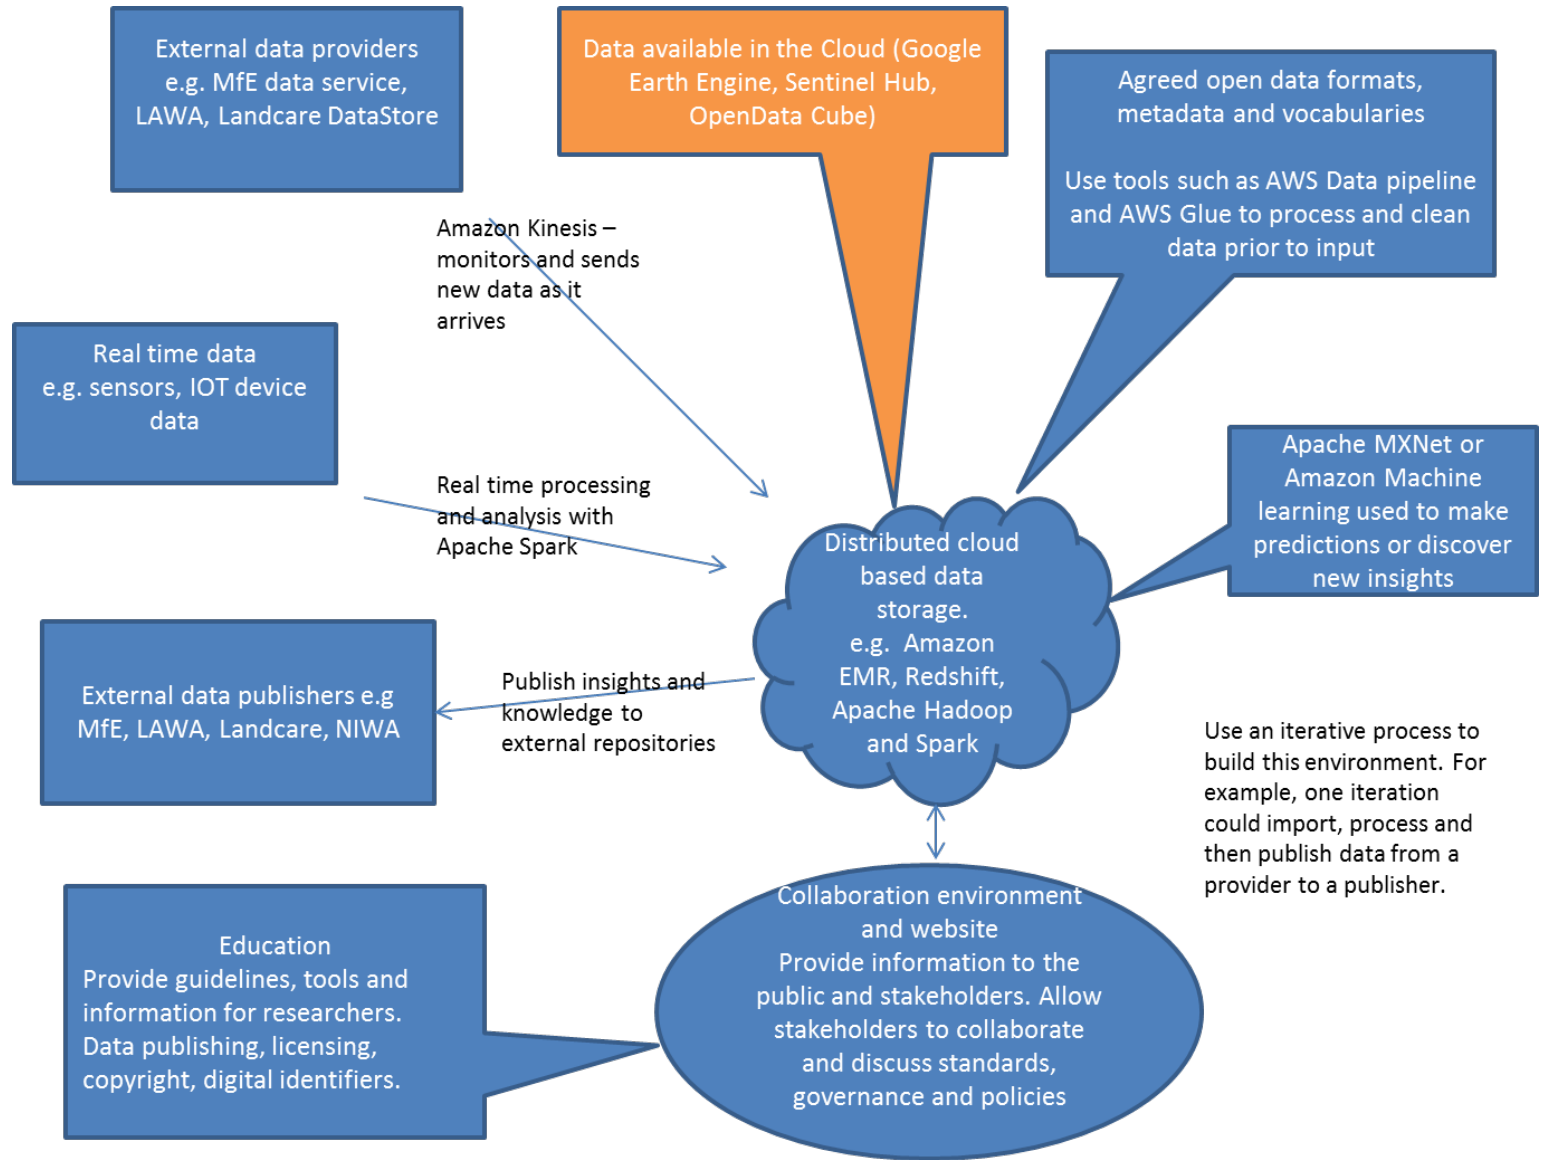 External data providers
e.g. MfE data service,
LAWA, Landcare DataStore
Data available in the Cloud (Google
Earth Engine, Sentinel Hub,
OpenData Cube)
Agreed open data formats,
metadata and vocabularies
Use tools such as AWS Data pipeline
and AWS Glue to process and clean
data prior to input
Amazon Kinesis –
monitors and sends
new data as it
arrives
Real time data
e.g. sensors, IOT device
data
Real time processing
and analysis with
Apache Spark
Apache MXNet or
Amazon Machine
learning used to make
predictions or discover
new insights
Distributed cloud
based data
storage.
e.g. Amazon
EMR, Redshift,
Apache Hadoop
and Spark
External data publishers e.g
MfE, LAWA, Landcare, NIWA
Publish insights and
knowledge to
external repositories
Use an iterative process to
build this environment. For
example, one iteration
could import, process and
then publish data from a
provider to a publisher.
Education
Provide guidelines, tools and
information for researchers.
Data publishing, licensing,
copyright, digital identifiers.
Collaboration environment
and website
Provide information to the
public and stakeholders. Allow
stakeholders to collaborate
and discuss standards,
governance and policies